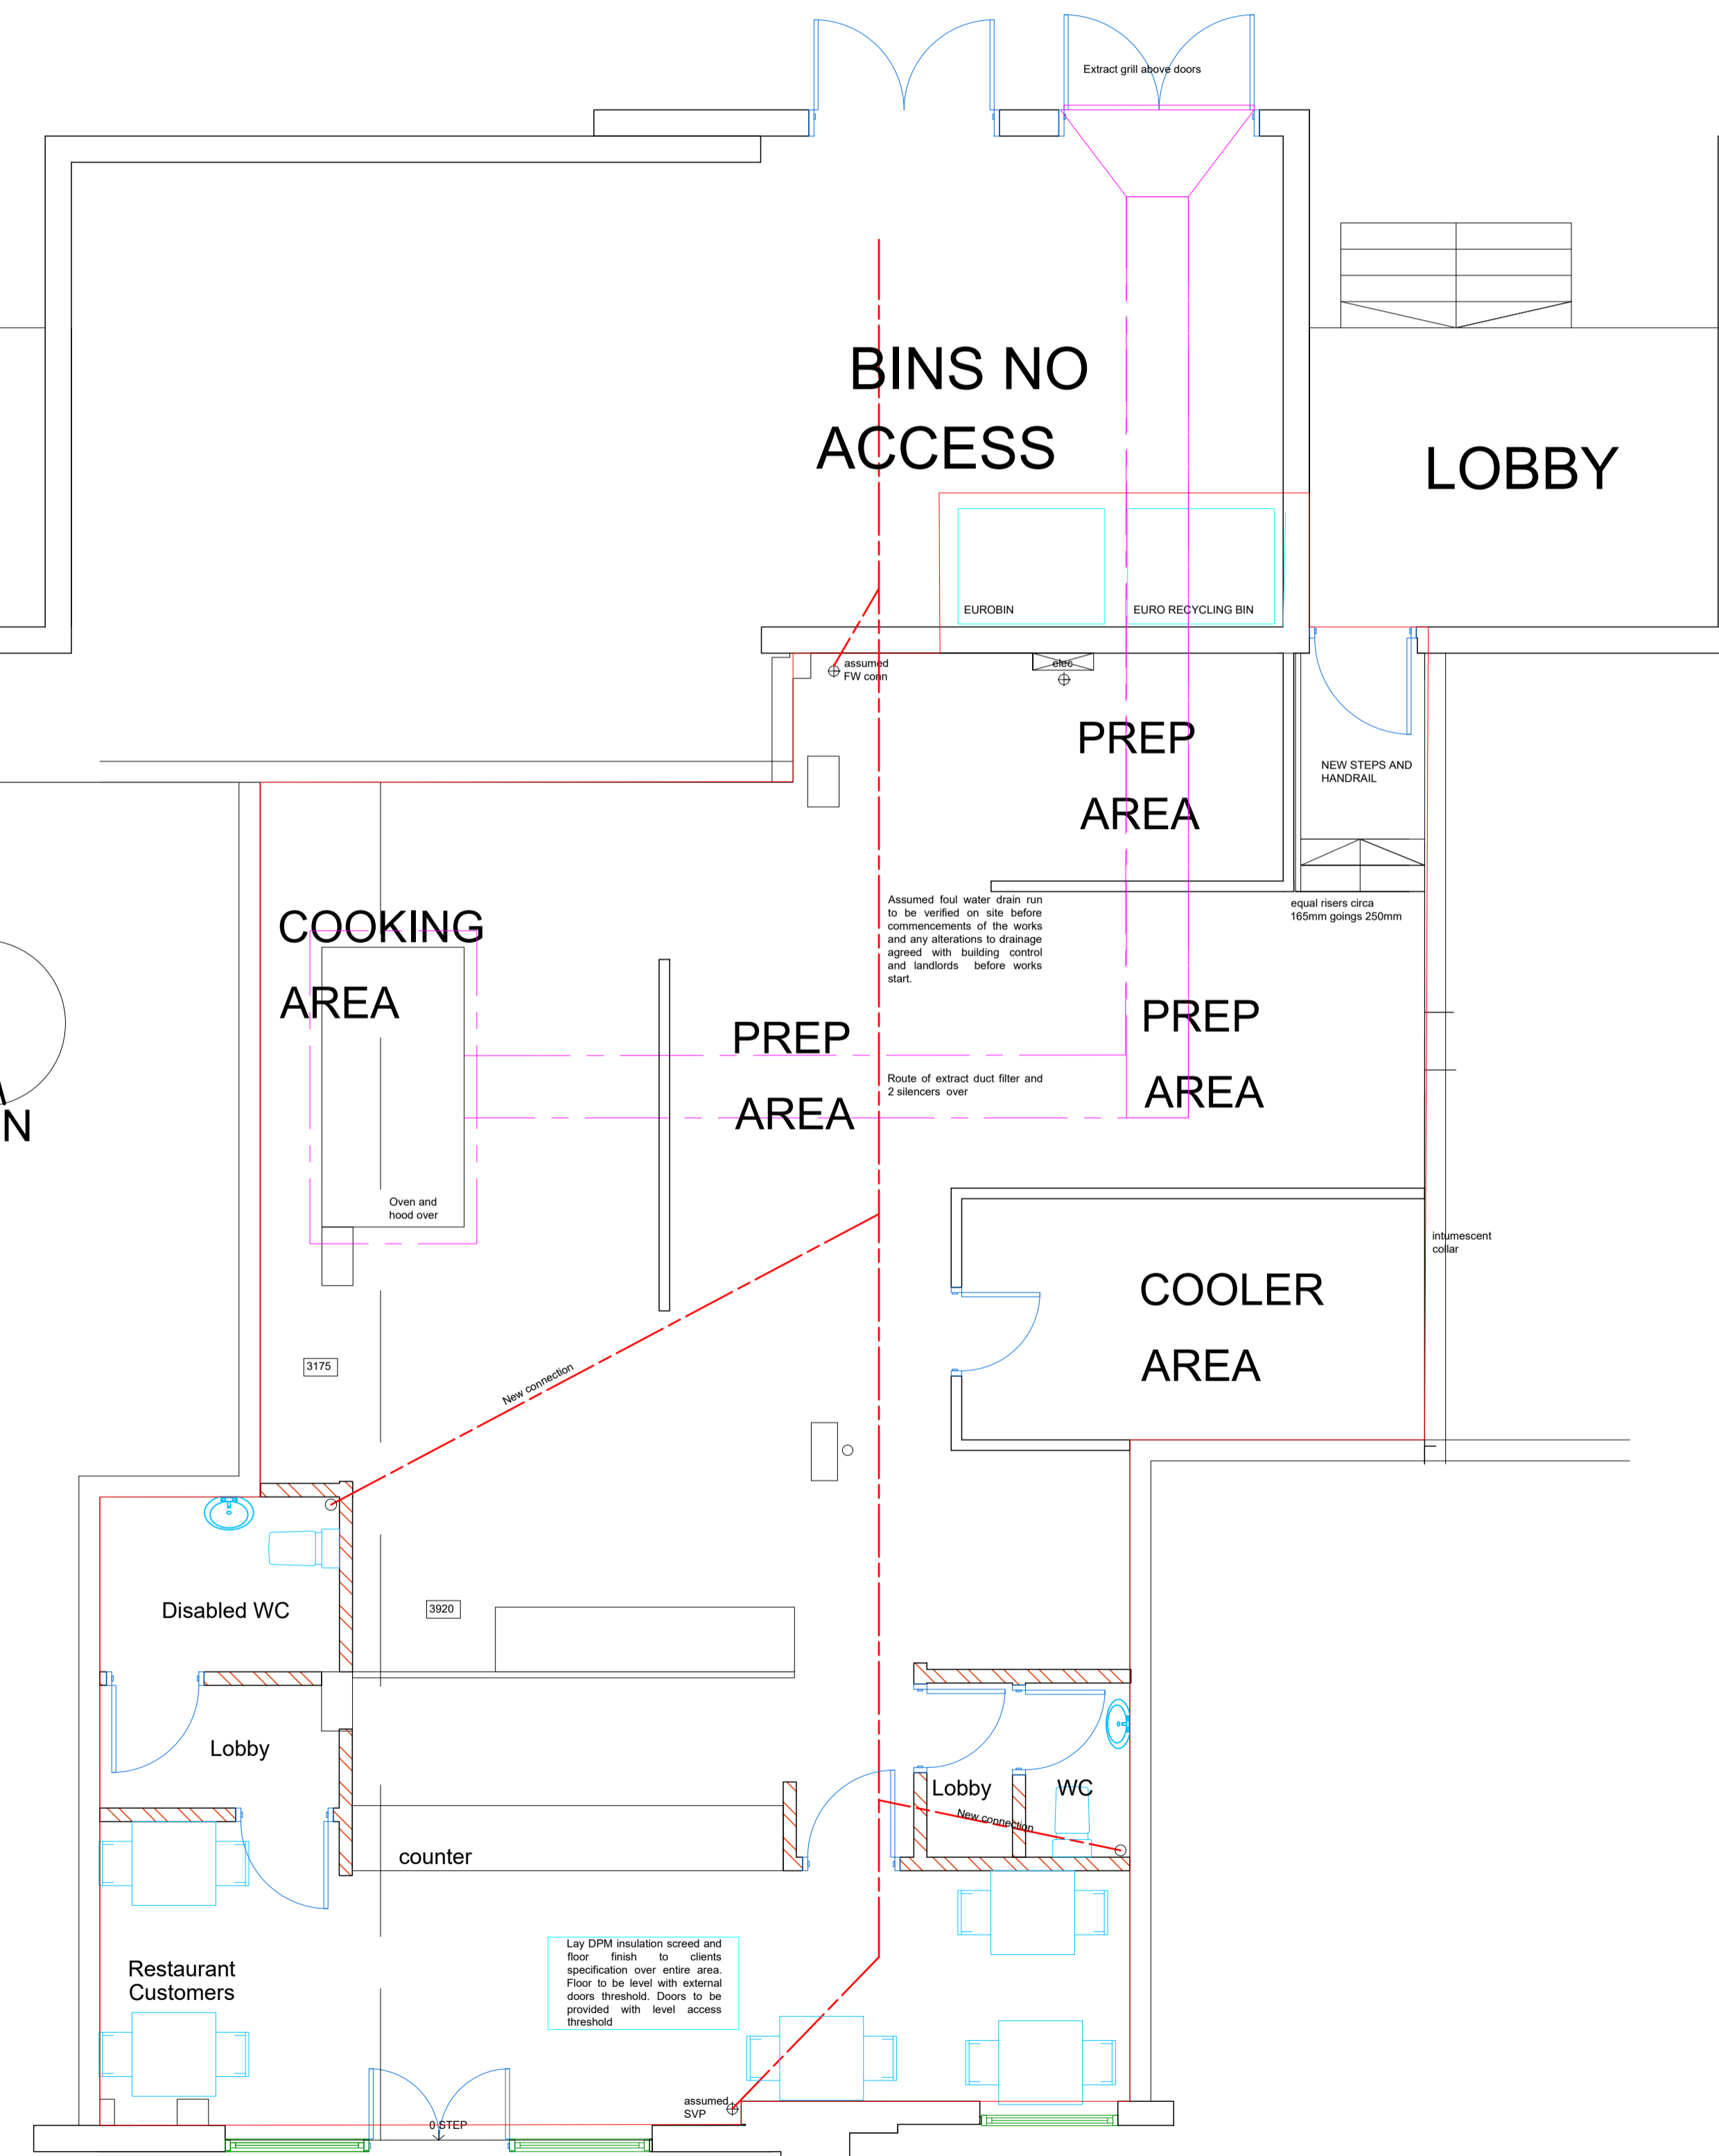 Extract grill above doors
BINS NO
ACCESS
LOBBY
EUROBIN
EURO RECYCLING BIN
assumed
FW conn
elec
PREP
AREA
NEW STEPS AND
HANDRAIL
equal risers circa
165mm goings 250mm
COOKING
AREA
Assumed foul water drain run
to be verified on site before
commencements of the works
and any alterations to drainage
agreed with building control
and landlords before works
start.
PREP
AREA
PREP
AREA
Route of extract duct filter and
2 silencers over
N
Oven and
hood over
intumescent
collar
COOLER
AREA
3175
New connection
3920
Disabled WC
Lobby
Lobby
WC
New connection
counter
Restaurant
Customers
Lay DPM insulation screed and
floor finish to clients
specification over entire area.
Floor to be level with external
doors threshold. Doors to be
provided with level access
threshold
assumed
SVP
0 STEP